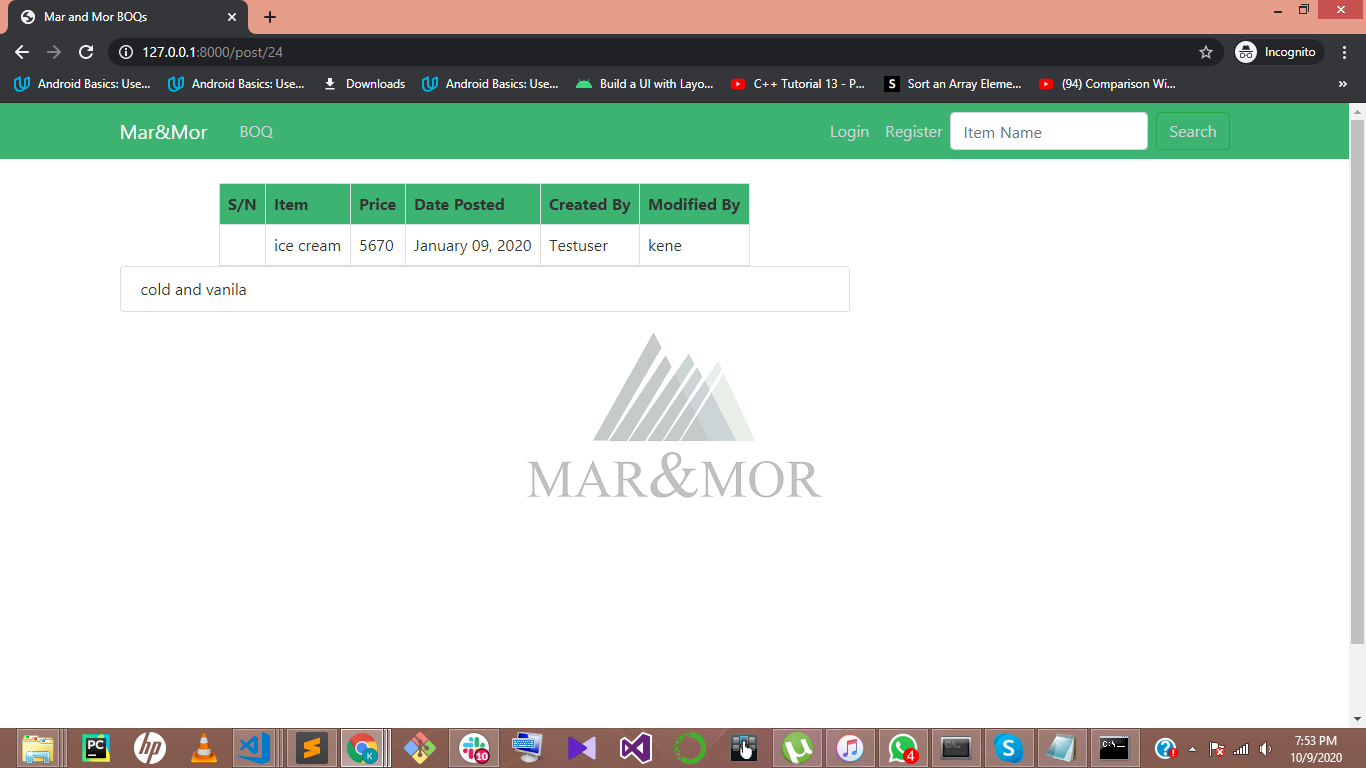 Mar and Mor BOQs
127.0.0.1:8000/post/24
Incognito
Android Basics: Use...
Android Basics: Use...
Downloads
Android Basics: Use...
Build a UI with Layo...
C++ Tutorial 13 - P...
S
Sort an Array Eleme...
(94) Comparison Wi...
»
Mar&Mor BOQ Login Register Item Name Search
S/N Item Price Date Posted Created By Modified By
ice cream 5670 January 09, 2020 Testuser kene
cold and vanila
MAR&MOR
PC
hp
K
10
4
C:\_
S
C:\_
7:53 PM
10/9/2020